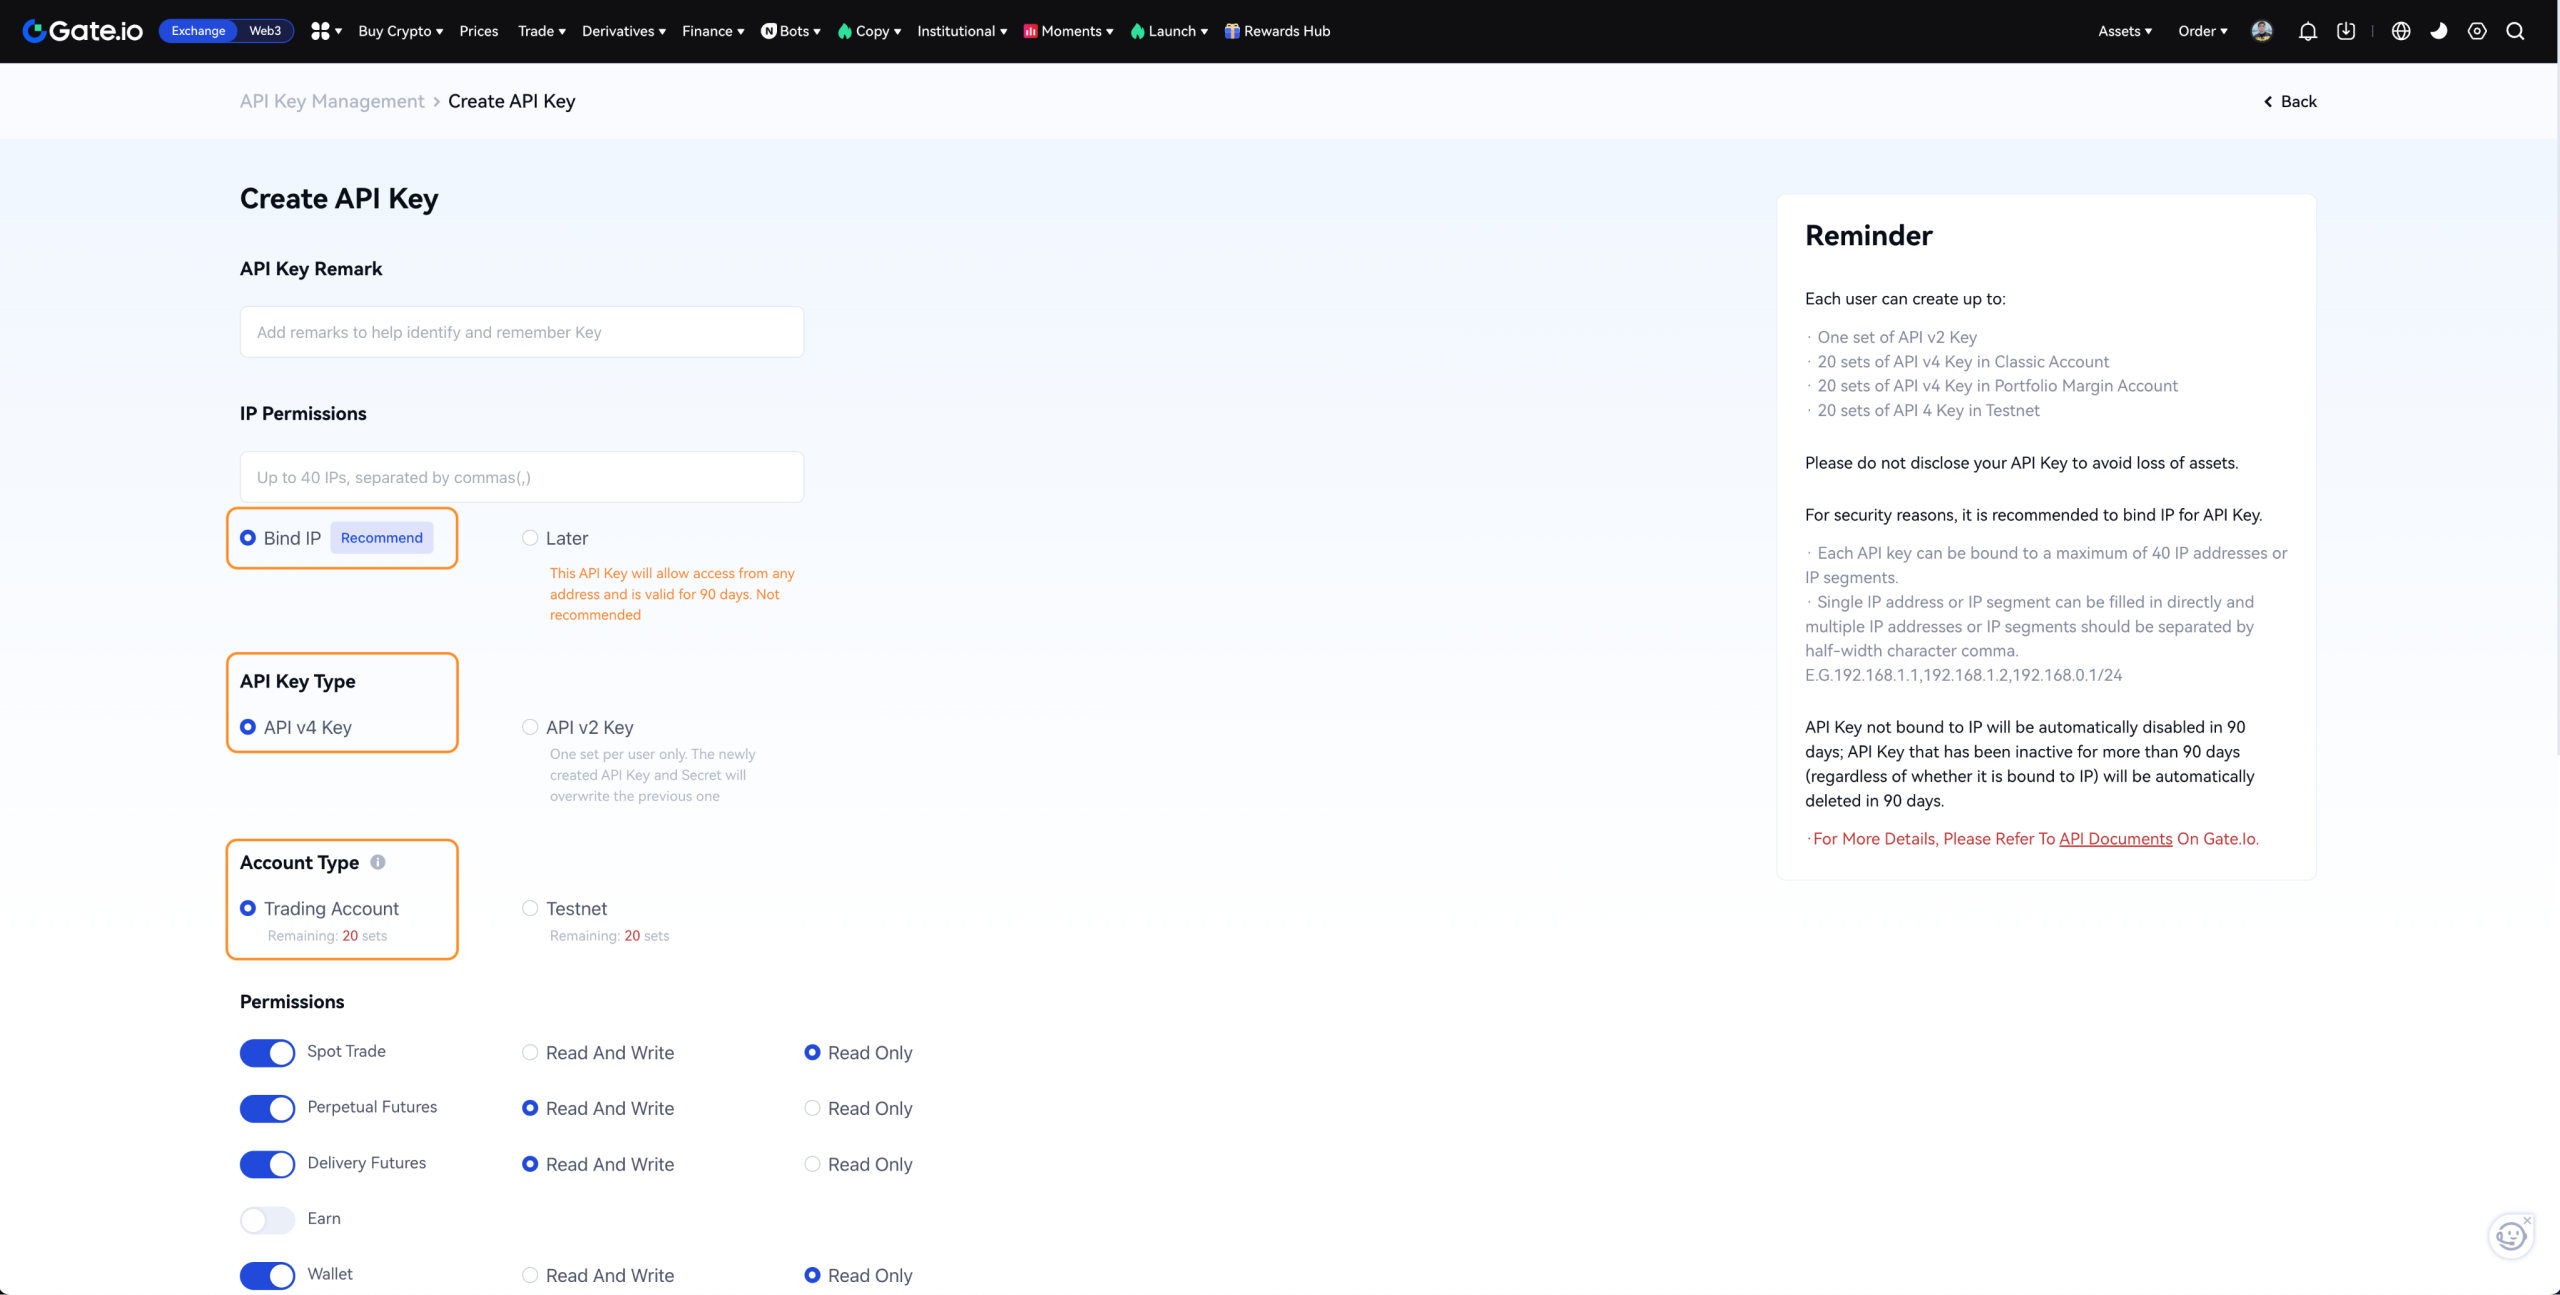 Gate.io Exchange Web3 Buy Crypto Prices Trade Derivatives Finance Bots Copy Institutional Moments Launch Rewards Hub Assets Order
API Key Management > Create API Key
Back
Create API Key
API Key Remark
Add remarks to help identify and remember Key
IP Permissions
Up to 40 IPs, separated by commas(,)
Bind IP Recommend
Later
This API Key will allow access from any
address and is valid for 90 days. Not
recommended
API Key Type
API v4 Key
API v2 Key
One set per user only. The newly
created API Key and Secret will
overwrite the previous one
Account Type
Trading Account
Remaining: 20 sets
Testnet
Remaining: 20 sets
Permissions
Spot Trade Read And Write Read Only
Perpetual Futures Read And Write Read Only
Delivery Futures Read And Write Read Only
Earn
Wallet Read And Write Read Only
Reminder
Each user can create up to:
· One set of API v2 Key
· 20 sets of API v4 Key in Classic Account
· 20 sets of API v4 Key in Portfolio Margin Account
· 20 sets of API 4 Key in Testnet
Please do not disclose your API Key to avoid loss of assets.
For security reasons, it is recommended to bind IP for API Key.
· Each API key can be bound to a maximum of 40 IP addresses or
IP segments.
· Single IP address or IP segment can be filled in directly and
multiple IP addresses or IP segments should be separated by
half-width character comma.
E.G.192.168.1.1,192.168.1.2,192.168.0.1/24
API Key not bound to IP will be automatically disabled in 90
days; API Key that has been inactive for more than 90 days
(regardless of whether it is bound to IP) will be automatically
deleted in 90 days.
·For More Details, Please Refer To API Documents On Gate.Io.